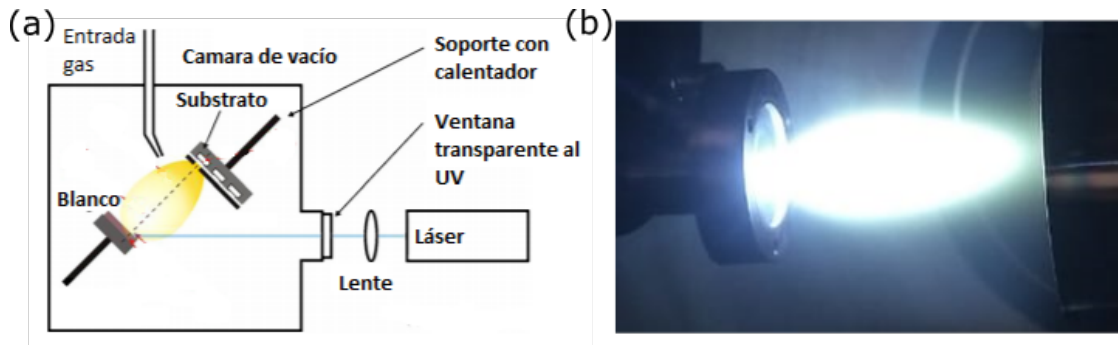 (a)
Entrada
gas
Camara de vacío
Soporte con
calentador
Substrato
Ventana
transparente al
UV
Blanco
Láser
Lente
(b)